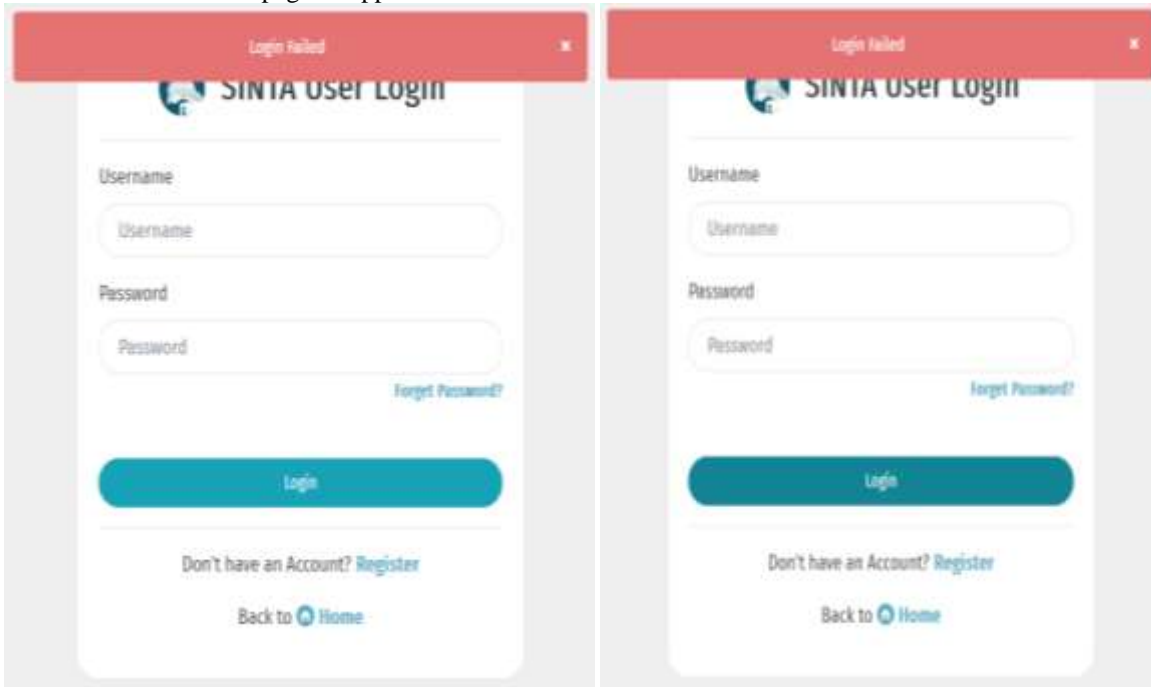 Login Failed ×
SINTA User Login
Username
Username
Password
Password
Forget Password?
Login
Don't have an Account? Register
Back to Home
Login Failed ×
SINTA User Login
Username
Username
Password
Password
Forget Password?
Login
Don't have an Account? Register
Back to Home